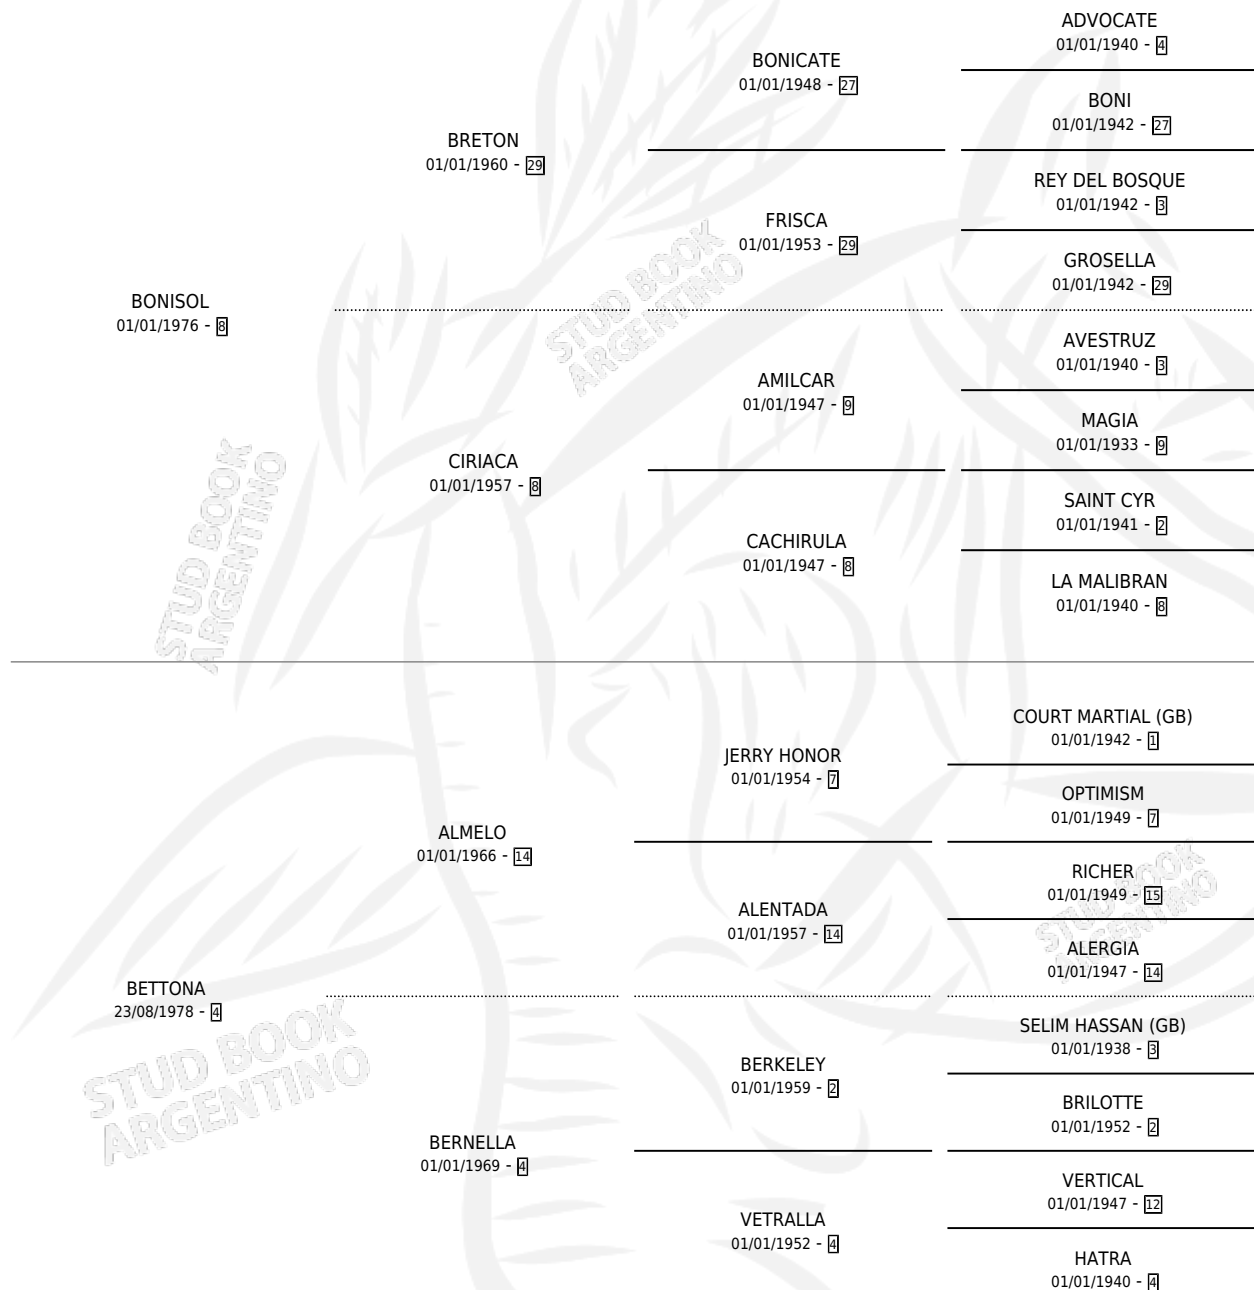 ADVOCATE
01/01/1940 - 4
BONICATE
01/01/1948 - 27
BONI
01/01/1942 - 27
BRETON
01/01/1960 - 29
REY DEL BOSQUE
01/01/1942 - 3
FRISCA
01/01/1953 - 29
GROSELLA
01/01/1942 - 29
BONISOL
01/01/1976 - 8
AVESTRUZ
01/01/1940 - 3
AMILCAR
01/01/1947 - 9
MAGIA
01/01/1933 - 9
CIRIACA
01/01/1957 - 8
SAINT CYR
01/01/1941 - 2
CACHIRULA
01/01/1947 - 8
LA MALIBRAN
01/01/1940 - 8
COURT MARTIAL (GB)
01/01/1942 - 1
JERRY HONOR
01/01/1954 - 7
OPTIMISM
01/01/1949 - 7
ALMELO
01/01/1966 - 14
RICHER
01/01/1949 - 15
ALENTADA
01/01/1957 - 14
ALERGIA
01/01/1947 - 14
BETTONA
23/08/1978 - 4
SELIM HASSAN (GB)
01/01/1938 - 3
BERKELEY
01/01/1959 - 2
BRILOTTE
01/01/1952 - 2
BERNELLA
01/01/1969 - 4
VERTICAL
01/01/1947 - 12
VETRALLA
01/01/1952 - 4
HATRA
01/01/1940 - 4
STUD BOOK
ARGENTINO
STUD BOOK
ARGENTINO
STUD BOOK
ARGENTINO
STUD BOOK
ARGENTINO